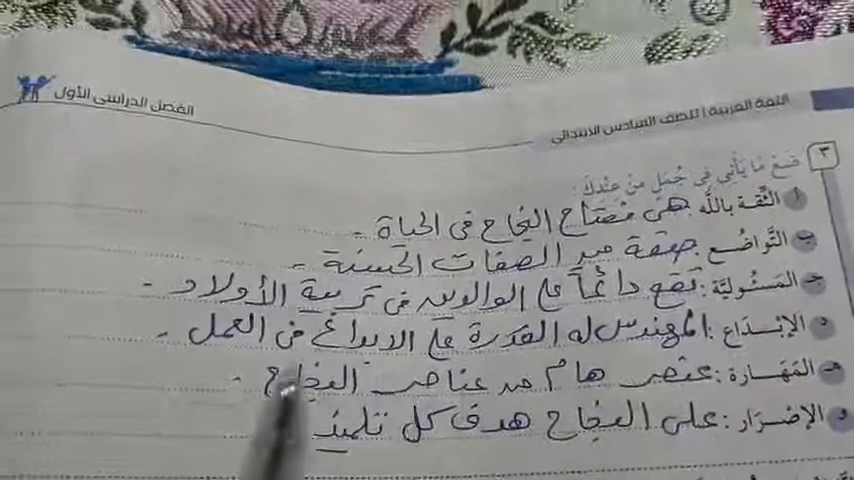 اللغة العربية | للصف السادس الابتدائي
الفصل الدراسي الأول
٣ ضع ما يأتي في جمل من عندك:
أ الثقة بالله: هي مفتاح النجاح في الحياة -
ب التواضع: صفة من الصفات الحسنة -
جـ المسئولية: تقع دائماً على الوالدين في تربية الأولاد -
د الإبداع: المهندس له القدرة على الابداع في العمل -
هـ المهارة: عنصر هام من عناصر النجاح -
و الإصرار: على النجاح هدف كل تلميذ